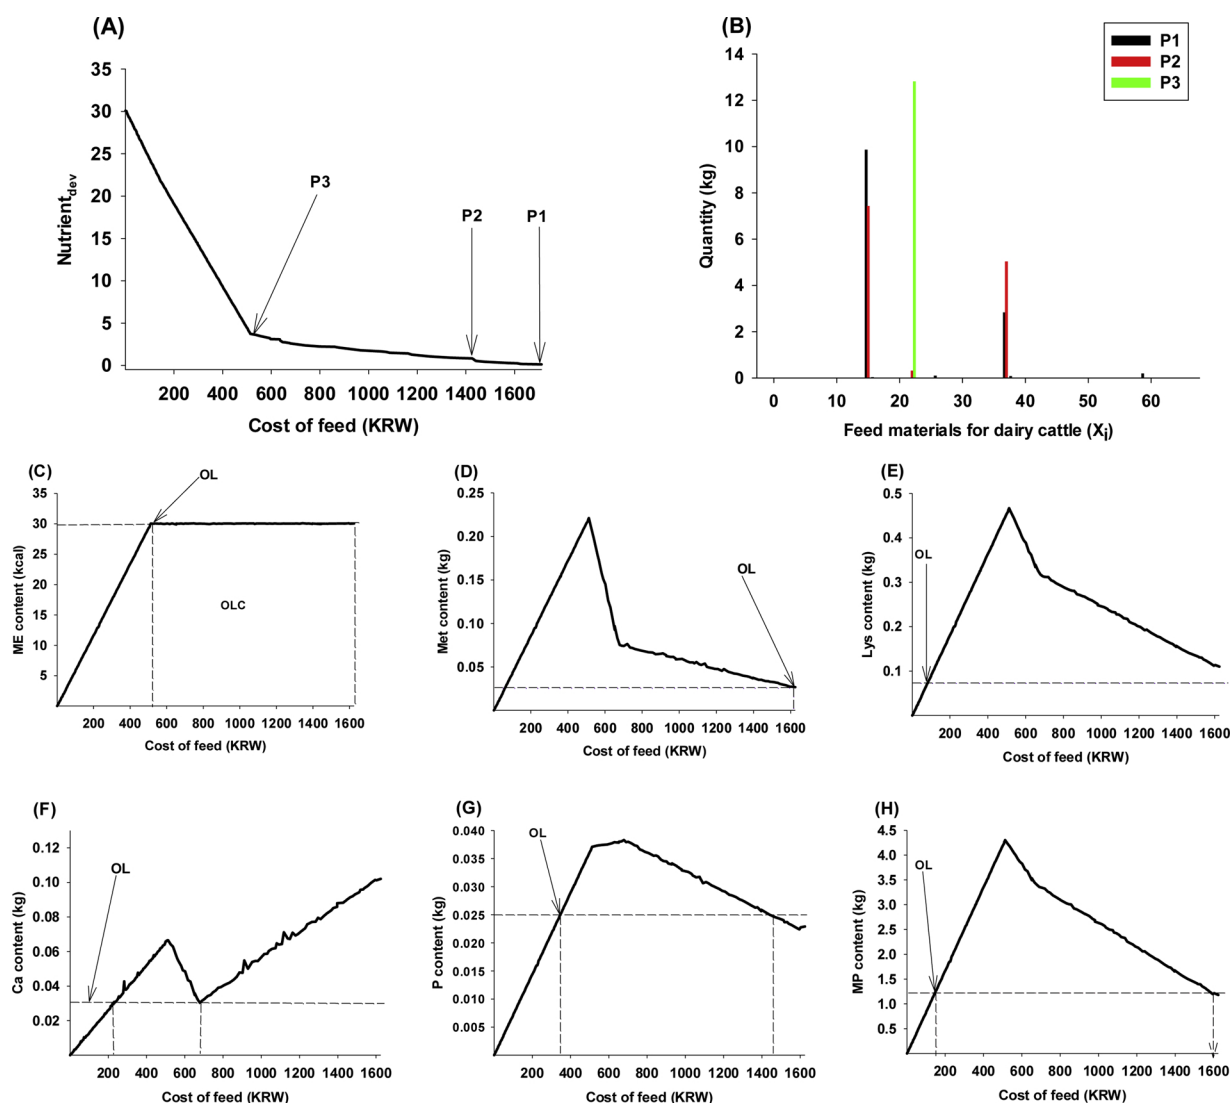 (A)
35
30
25
20
15
10
5
0
Nutrient_dev
P3
P2
P1
200 400 600 800 1000 1200 1400 1600
Cost of feed (KRW)
(B)
14
12
10
8
6
4
2
0
Quantity (kg)
P1
P2
P3
0 10 20 30 40 50 60
Feed materials for dairy cattle (X_i)
(C)
OL
35
30
25
20
15
10
5
ME content (kcal)
OLC
200 400 600 800 1000 1200 1400 1600
Cost of feed (KRW)
(D)
0.25
0.20
0.15
0.10
0.05
Met content (kg)
OL
200 400 600 800 1000 1200 1400 1600
Cost of feed (KRW)
(E)
0.5
0.4
0.3
0.2
0.1
Lys content (kg)
OL
200 400 600 800 1000 1200 1400 1600
Cost of feed (KRW)
(F)
0.12
0.10
0.08
0.06
0.04
0.02
Ca content (kg)
OL
200 400 600 800 1000 1200 1400 1600
Cost of feed (KRW)
(G)
0.040
0.035
0.030
0.025
0.020
0.015
0.010
0.005
P content (kg)
OL
200 400 600 800 1000 1200 1400 1600
Cost of feed (KRW)
(H)
4.5
4.0
3.5
3.0
2.5
2.0
1.5
1.0
0.5
MP content (kg)
OL
200 400 600 800 1000 1200 1400 1600
Cost of feed (KRW)